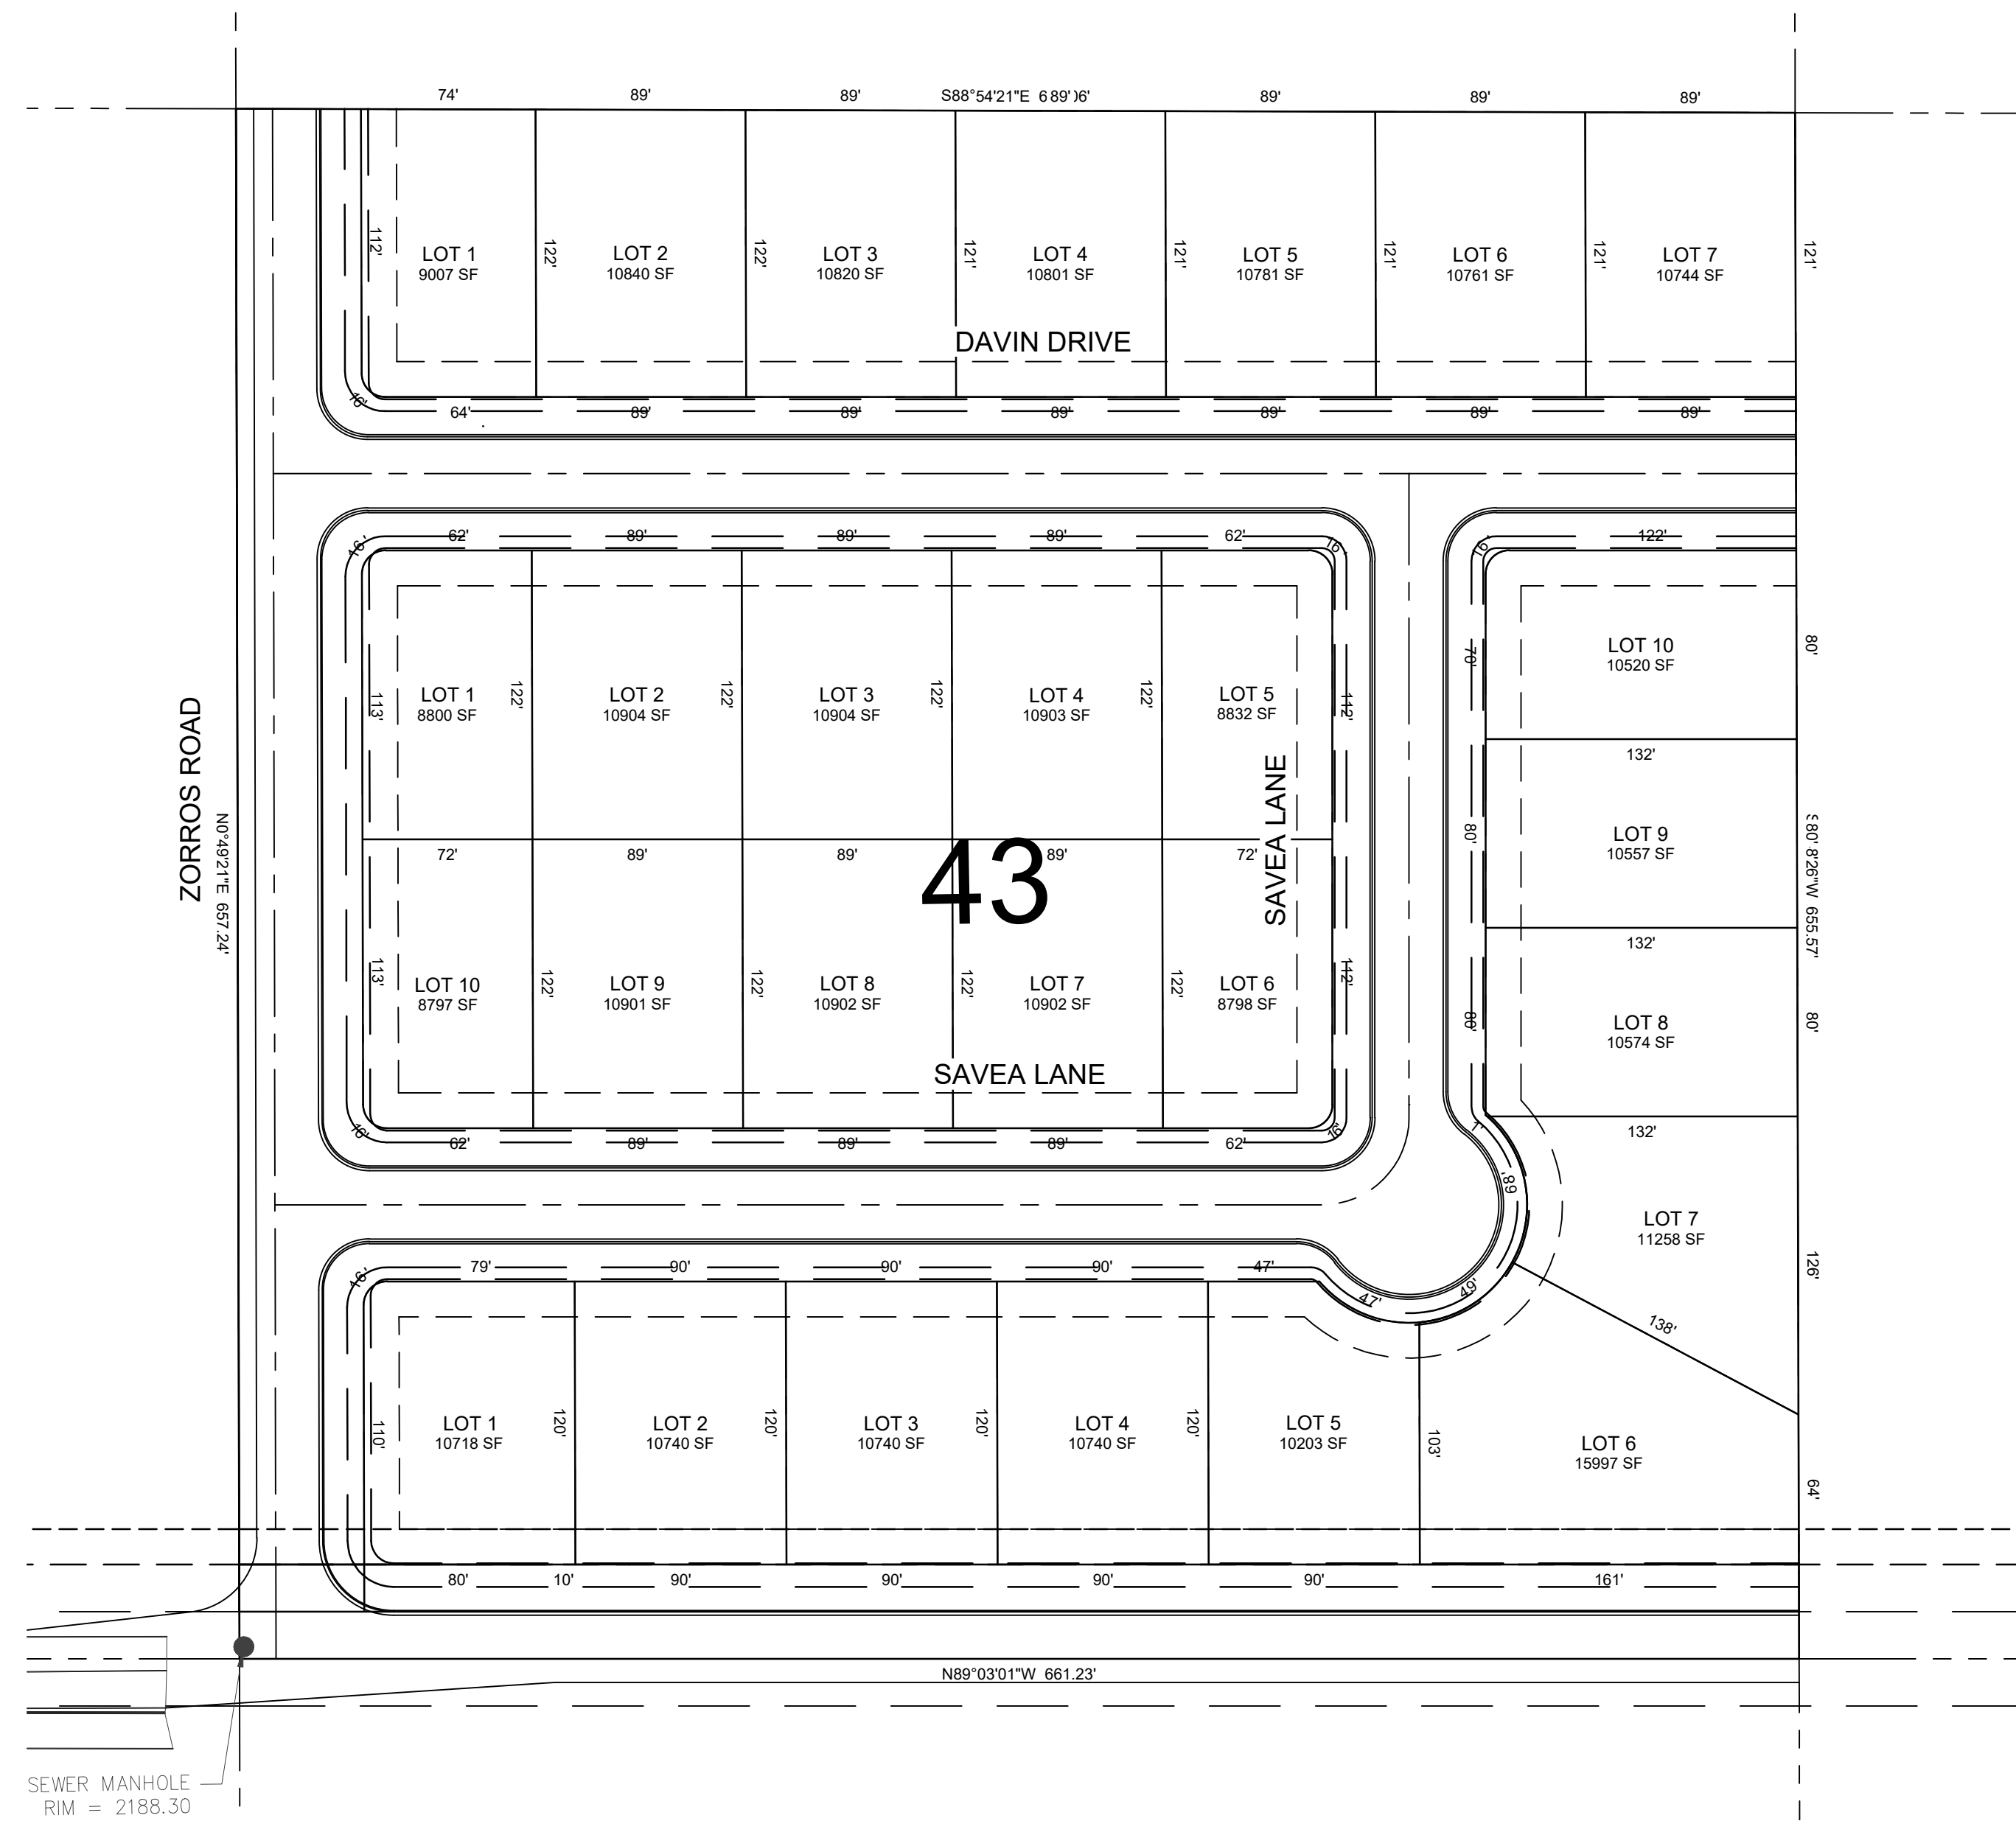 74'
89'
89'
S88°54'21"E
89'
89'
89'
89'
112'
LOT 1
9007 SF
122'
LOT 2
10840 SF
122'
LOT 3
10820 SF
121'
LOT 4
10801 SF
121'
LOT 5
10781 SF
121'
LOT 6
10761 SF
121'
LOT 7
10744 SF
121'
DAVIN DRIVE
16'
64'
89'
89'
89'
89'
89'
89'
16'
62'
89'
89'
89'
62'
16'
16'
122'
113'
LOT 1
8800 SF
122'
LOT 2
10904 SF
122'
LOT 3
10904 SF
122'
LOT 4
10903 SF
122'
LOT 5
8832 SF
112'
70'
LOT 10
10520 SF
80'
132'
ZORROS ROAD
N0°49'21"E 657.24'
72'
89'
89'
89'
72'
43
SAVEA LANE
80'
LOT 9
10557 SF
80'
655.57'
132'
113'
LOT 10
8797 SF
122'
LOT 9
10901 SF
122'
LOT 8
10902 SF
122'
LOT 7
10902 SF
122'
LOT 6
8798 SF
112'
80'
LOT 8
10574 SF
80'
SAVEA LANE
132'
16'
62'
89'
89'
89'
62'
16'
1'
89'
LOT 7
11258 SF
126'
16'
79'
90'
90'
90'
47'
47'
49'
138'
110'
LOT 1
10718 SF
120'
LOT 2
10740 SF
120'
LOT 3
10740 SF
120'
LOT 4
10740 SF
120'
LOT 5
10203 SF
103'
LOT 6
15997 SF
64'
80'
10'
90'
90'
90'
90'
161'
N89°03'01"W 661.23'
SEWER MANHOLE
RIM = 2188.30